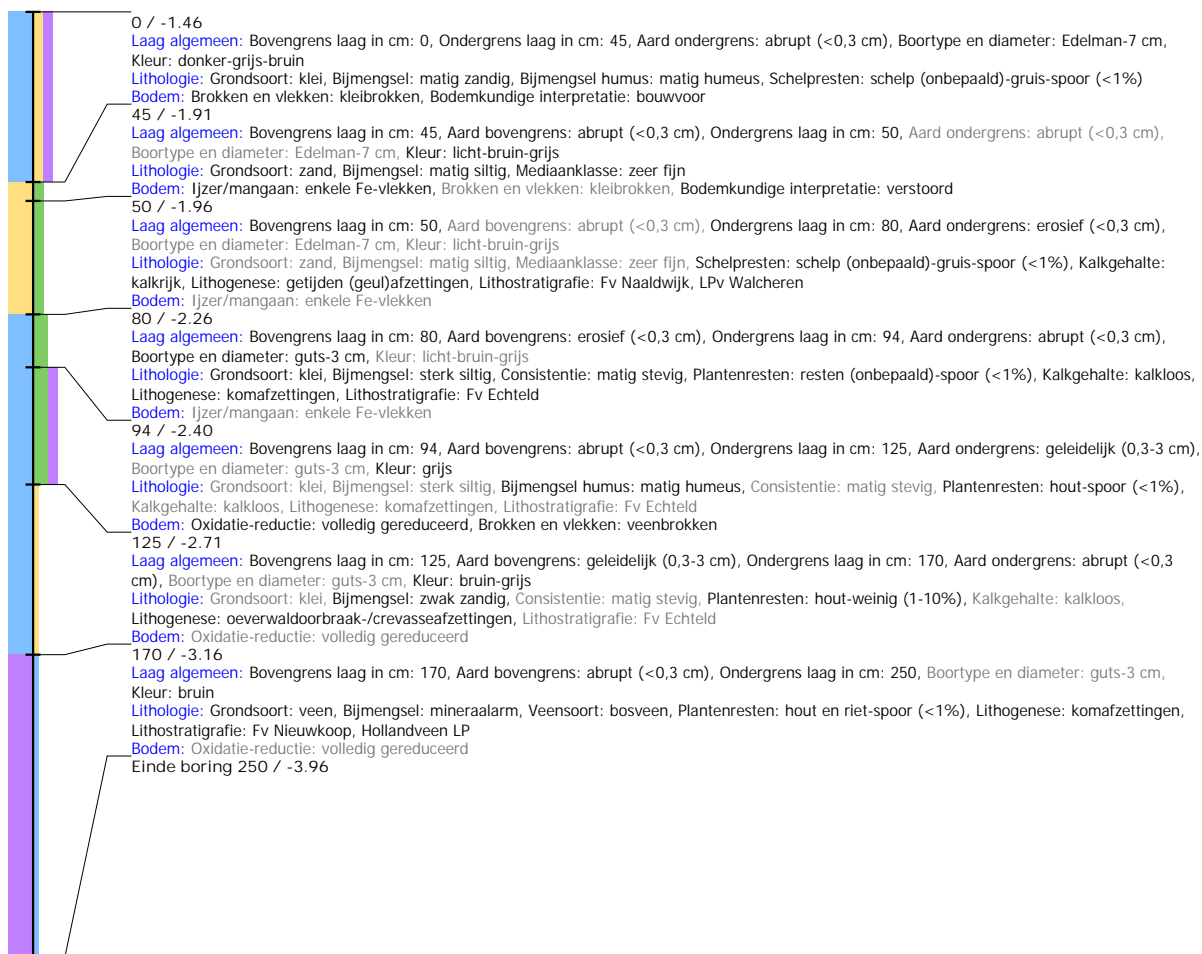 0 / -1.46
Laag algemeen: Bovengrens laag in cm: 0, Ondergrens laag in cm: 45, Aard ondergrens: abrupt (<0,3 cm), Boortype en diameter: Edelman-7 cm,
Kleur: donker-grijs-bruin
Lithologie: Grondsoort: klei, Bijmengsel: matig zandig, Bijmengsel humus: matig humeus, Schelpresten: schelp (onbepaald)-gruis-spoor (<1%)
Bodem: Brokken en vlekken: kleibrokken, Bodemkundige interpretatie: bouwvoor
45 / -1.91
Laag algemeen: Bovengrens laag in cm: 45, Aard bovengrens: abrupt (<0,3 cm), Ondergrens laag in cm: 50, Aard ondergrens: abrupt (<0,3 cm),
Boortype en diameter: Edelman-7 cm, Kleur: licht-bruin-grijs
Lithologie: Grondsoort: zand, Bijmengsel: matig siltig, Mediaanklasse: zeer fijn
Bodem: Ijzer/mangaan: enkele Fe-vlekken, Brokken en vlekken: kleibrokken, Bodemkundige interpretatie: verstoord
50 / -1.96
Laag algemeen: Bovengrens laag in cm: 50, Aard bovengrens: abrupt (<0,3 cm), Ondergrens laag in cm: 80, Aard ondergrens: erosief (<0,3 cm),
Boortype en diameter: Edelman-7 cm, Kleur: licht-bruin-grijs
Lithologie: Grondsoort: zand, Bijmengsel: matig siltig, Mediaanklasse: zeer fijn, Schelpresten: schelp (onbepaald)-gruis-spoor (<1%), Kalkgehalte:
kalkrijk, Lithogenese: getijden (geul)afzettingen, Lithostratigrafie: Fv Naaldwijk, LPv Walcheren
Bodem: Ijzer/mangaan: enkele Fe-vlekken
80 / -2.26
Laag algemeen: Bovengrens laag in cm: 80, Aard bovengrens: erosief (<0,3 cm), Ondergrens laag in cm: 94, Aard ondergrens: abrupt (<0,3 cm),
Boortype en diameter: guts-3 cm, Kleur: licht-bruin-grijs
Lithologie: Grondsoort: klei, Bijmengsel: sterk siltig, Consistentie: matig stevig, Plantenresten: resten (onbepaald)-spoor (<1%), Kalkgehalte: kalkloos,
Lithogenese: komafzettingen, Lithostratigrafie: Fv Echteld
Bodem: Ijzer/mangaan: enkele Fe-vlekken
94 / -2.40
Laag algemeen: Bovengrens laag in cm: 94, Aard bovengrens: abrupt (<0,3 cm), Ondergrens laag in cm: 125, Aard ondergrens: geleidelijk (0,3-3 cm),
Boortype en diameter: guts-3 cm, Kleur: grijs
Lithologie: Grondsoort: klei, Bijmengsel: sterk siltig, Bijmengsel humus: matig humeus, Consistentie: matig stevig, Plantenresten: hout-spoor (<1%),
Kalkgehalte: kalkloos, Lithogenese: komafzettingen, Lithostratigrafie: Fv Echteld
Bodem: Oxidatie-reductie: volledig gereduceerd, Brokken en vlekken: veenbrokken
125 / -2.71
Laag algemeen: Bovengrens laag in cm: 125, Aard bovengrens: geleidelijk (0,3-3 cm), Ondergrens laag in cm: 170, Aard ondergrens: abrupt (<0,3
cm), Boortype en diameter: guts-3 cm, Kleur: bruin-grijs
Lithologie: Grondsoort: klei, Bijmengsel: zwak zandig, Consistentie: matig stevig, Plantenresten: hout-weinig (1-10%), Kalkgehalte: kalkloos,
Lithogenese: oeverwaldoorbraak-/crevasseafzettingen, Lithostratigrafie: Fv Echteld
Bodem: Oxidatie-reductie: volledig gereduceerd
170 / -3.16
Laag algemeen: Bovengrens laag in cm: 170, Aard bovengrens: abrupt (<0,3 cm), Ondergrens laag in cm: 250, Boortype en diameter: guts-3 cm,
Kleur: bruin
Lithologie: Grondsoort: veen, Bijmengsel: mineraalarm, Veensoort: bosveen, Plantenresten: hout en riet-spoor (<1%), Lithogenese: komafzettingen,
Lithostratigrafie: Fv Nieuwkoop, Hollandveen LP
Bodem: Oxidatie-reductie: volledig gereduceerd
Einde boring 250 / -3.96